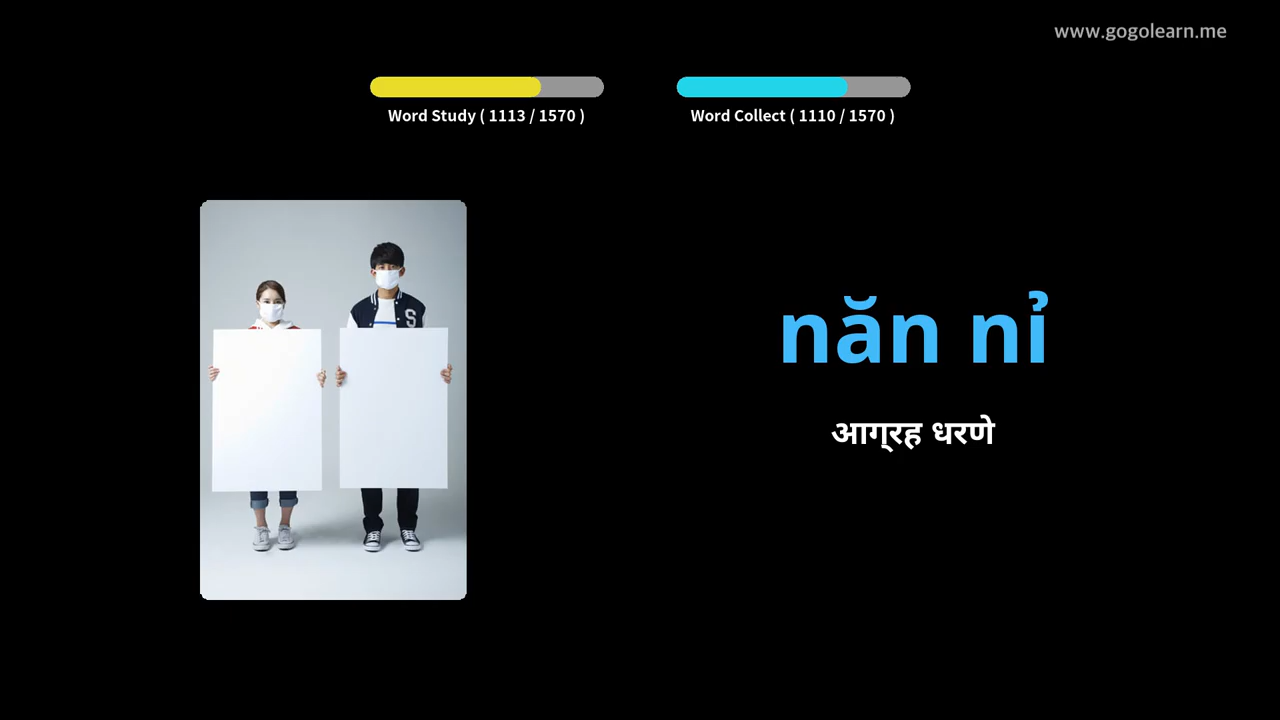 www.gogolearn.me
Word Study ( 1113 / 1570 )
Word Collect ( 1110 / 1570 )
S
năn nỉ
आग्रह धरणे